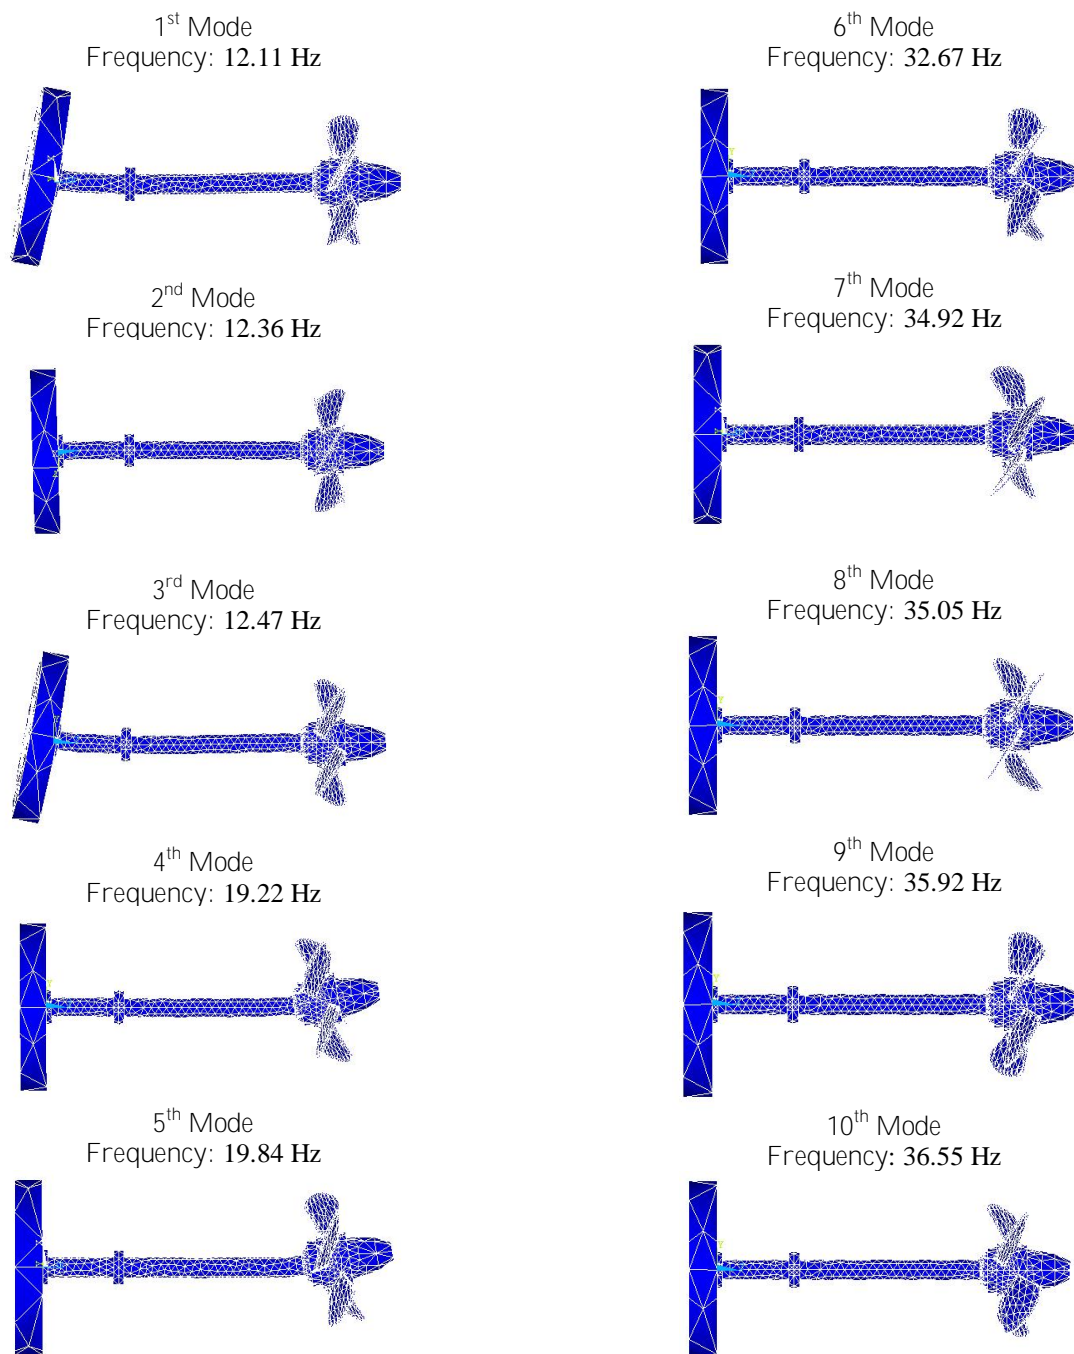 1st Mode
Frequency: 12.11 Hz
2nd Mode
Frequency: 12.36 Hz
3rd Mode
Frequency: 12.47 Hz
4th Mode
Frequency: 19.22 Hz
5th Mode
Frequency: 19.84 Hz
6th Mode
Frequency: 32.67 Hz
7th Mode
Frequency: 34.92 Hz
8th Mode
Frequency: 35.05 Hz
9th Mode
Frequency: 35.92 Hz
10th Mode
Frequency: 36.55 Hz